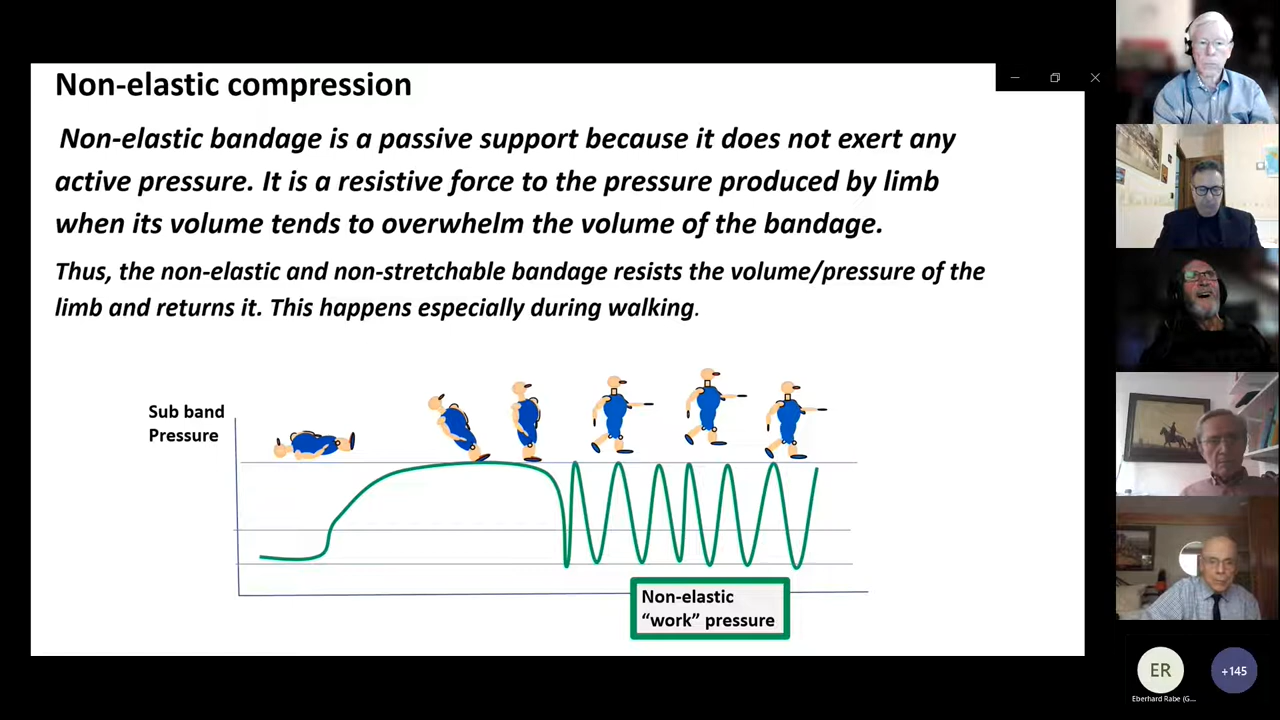 Non-elastic compression
Non-elastic bandage is a passive support because it does not exert any
active pressure. It is a resistive force to the pressure produced by limb
when its volume tends to overwhelm the volume of the bandage.
Thus, the non-elastic and non-stretchable bandage resists the volume/pressure of the
limb and returns it. This happens especially during walking.
Sub band
Pressure
Non-elastic
“work” pressure
ER
+145
Eberhard Rabe (G...